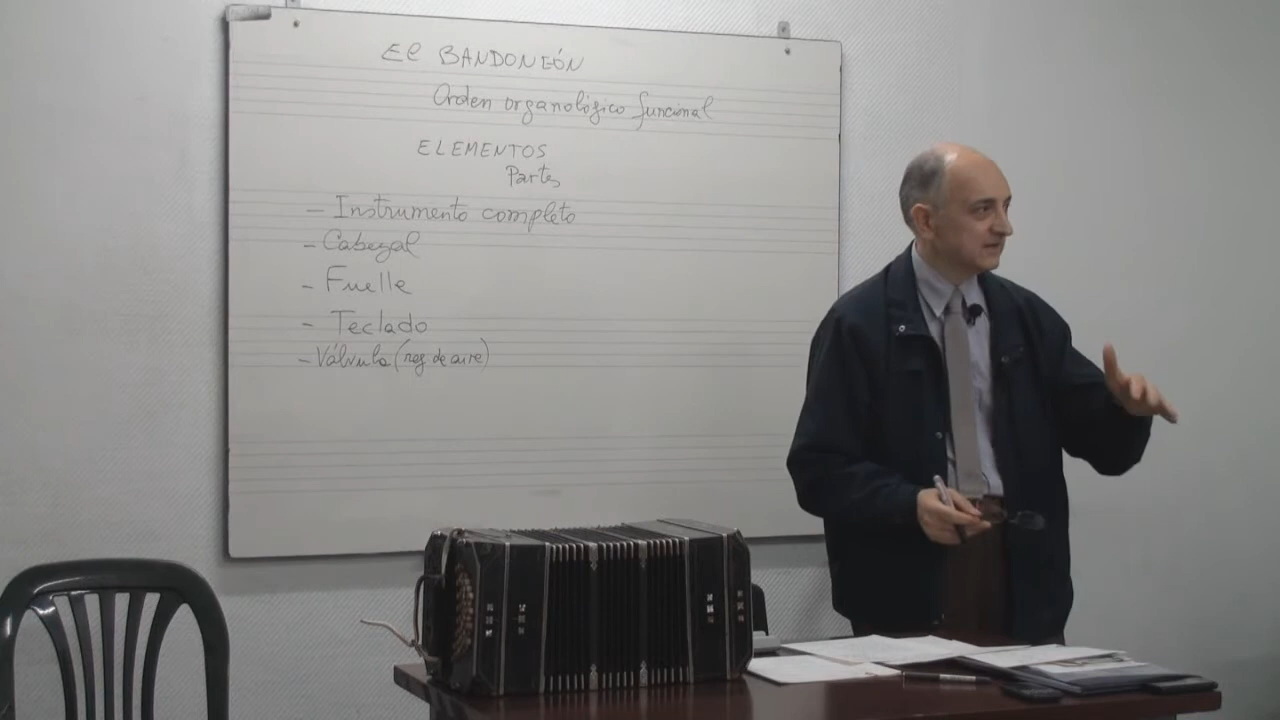 El BANDONEÓN
Orden organológico funcional
ELEMENTOS
Partes
- Instrumento completo
- Cabezal
- Fuelle
- Teclado
- Válvula (reg de aire)